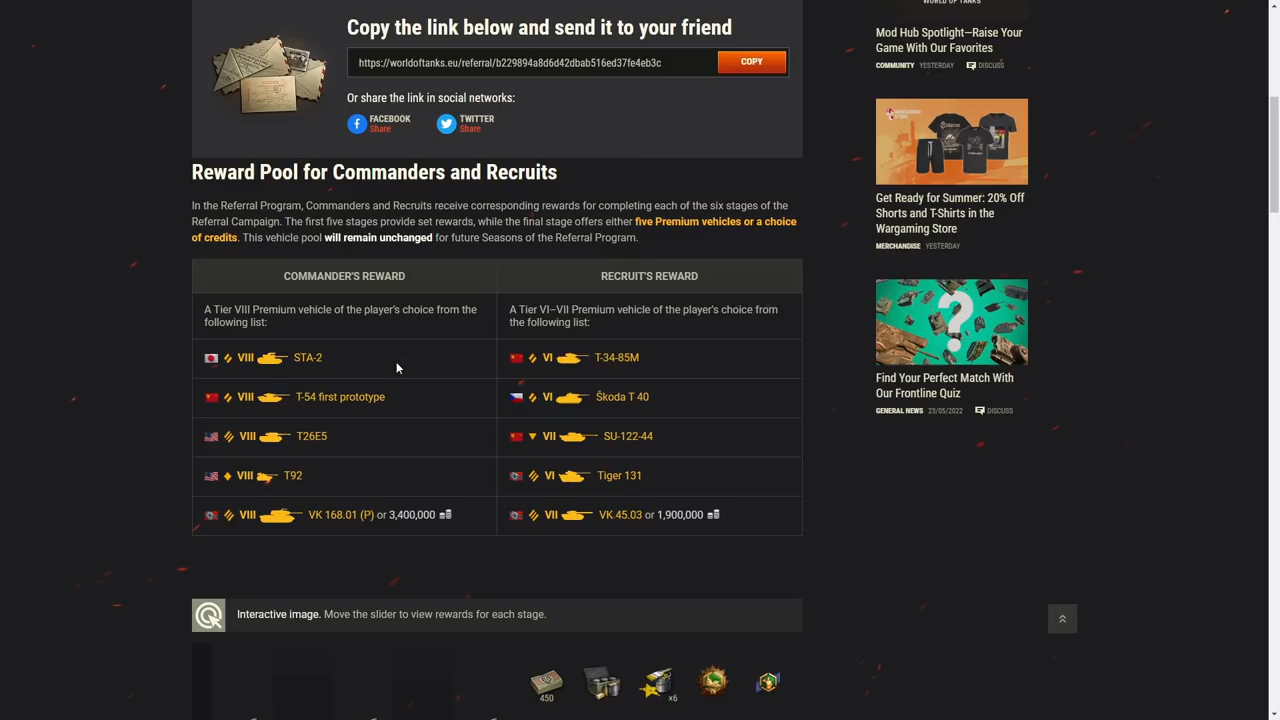 WORLD OF TANKS
Copy the link below and send it to your friend
https://worldoftanks.eu/referral/b229894a8d6d42dbab516ed37fe4eb3c
COPY
Or share the link in social networks:
FACEBOOK
Share
TWITTER
Share
Reward Pool for Commanders and Recruits
In the Referral Program, Commanders and Recruits receive corresponding rewards for completing each of the six stages of the
Referral Campaign. The first five stages provide set rewards, while the final stage offers either five Premium vehicles or a choice
of credits. This vehicle pool will remain unchanged for future Seasons of the Referral Program.
COMMANDER'S REWARD
RECRUIT'S REWARD
A Tier VIII Premium vehicle of the player's choice from the
following list:
A Tier VI–VII Premium vehicle of the player's choice from
the following list:
VIII STA-2
VI T-34-85M
VIII T-54 first prototype
VI Škoda T 40
VIII T26E5
VII SU-122-44
VIII T92
VI Tiger 131
VIII VK 168.01 (P) or 3,400,000
VII VK 45.03 or 1,900,000
Interactive image. Move the slider to view rewards for each stage.
450
x6
Mod Hub Spotlight—Raise Your
Game With Our Favorites
COMMUNITY YESTERDAY DISCUSS
Get Ready for Summer: 20% Off
Shorts and T-Shirts in the
Wargaming Store
MERCHANDISE YESTERDAY
?
Find Your Perfect Match With
Our Frontline Quiz
GENERAL NEWS 23/05/2022 DISCUSS